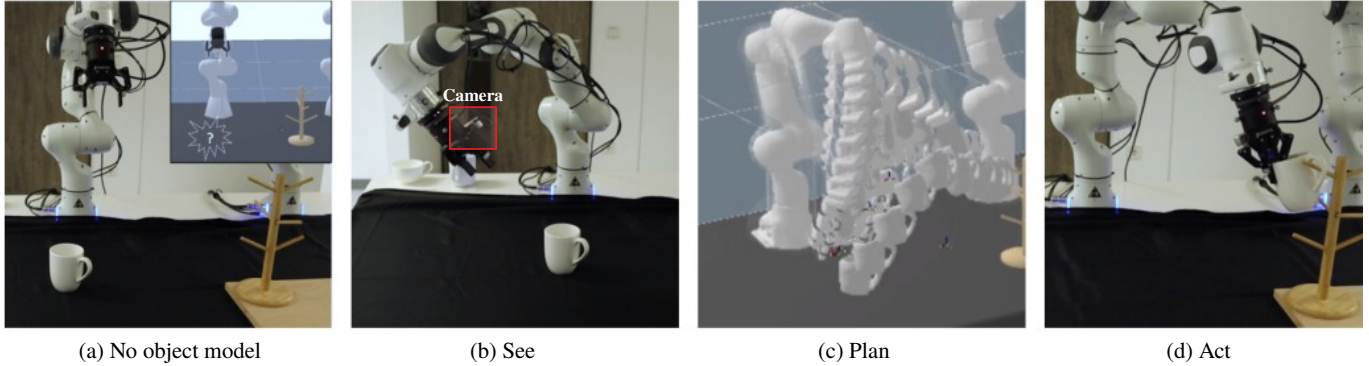 ?
Camera
(a) No object model
(b) See
(c) Plan
(d) Act